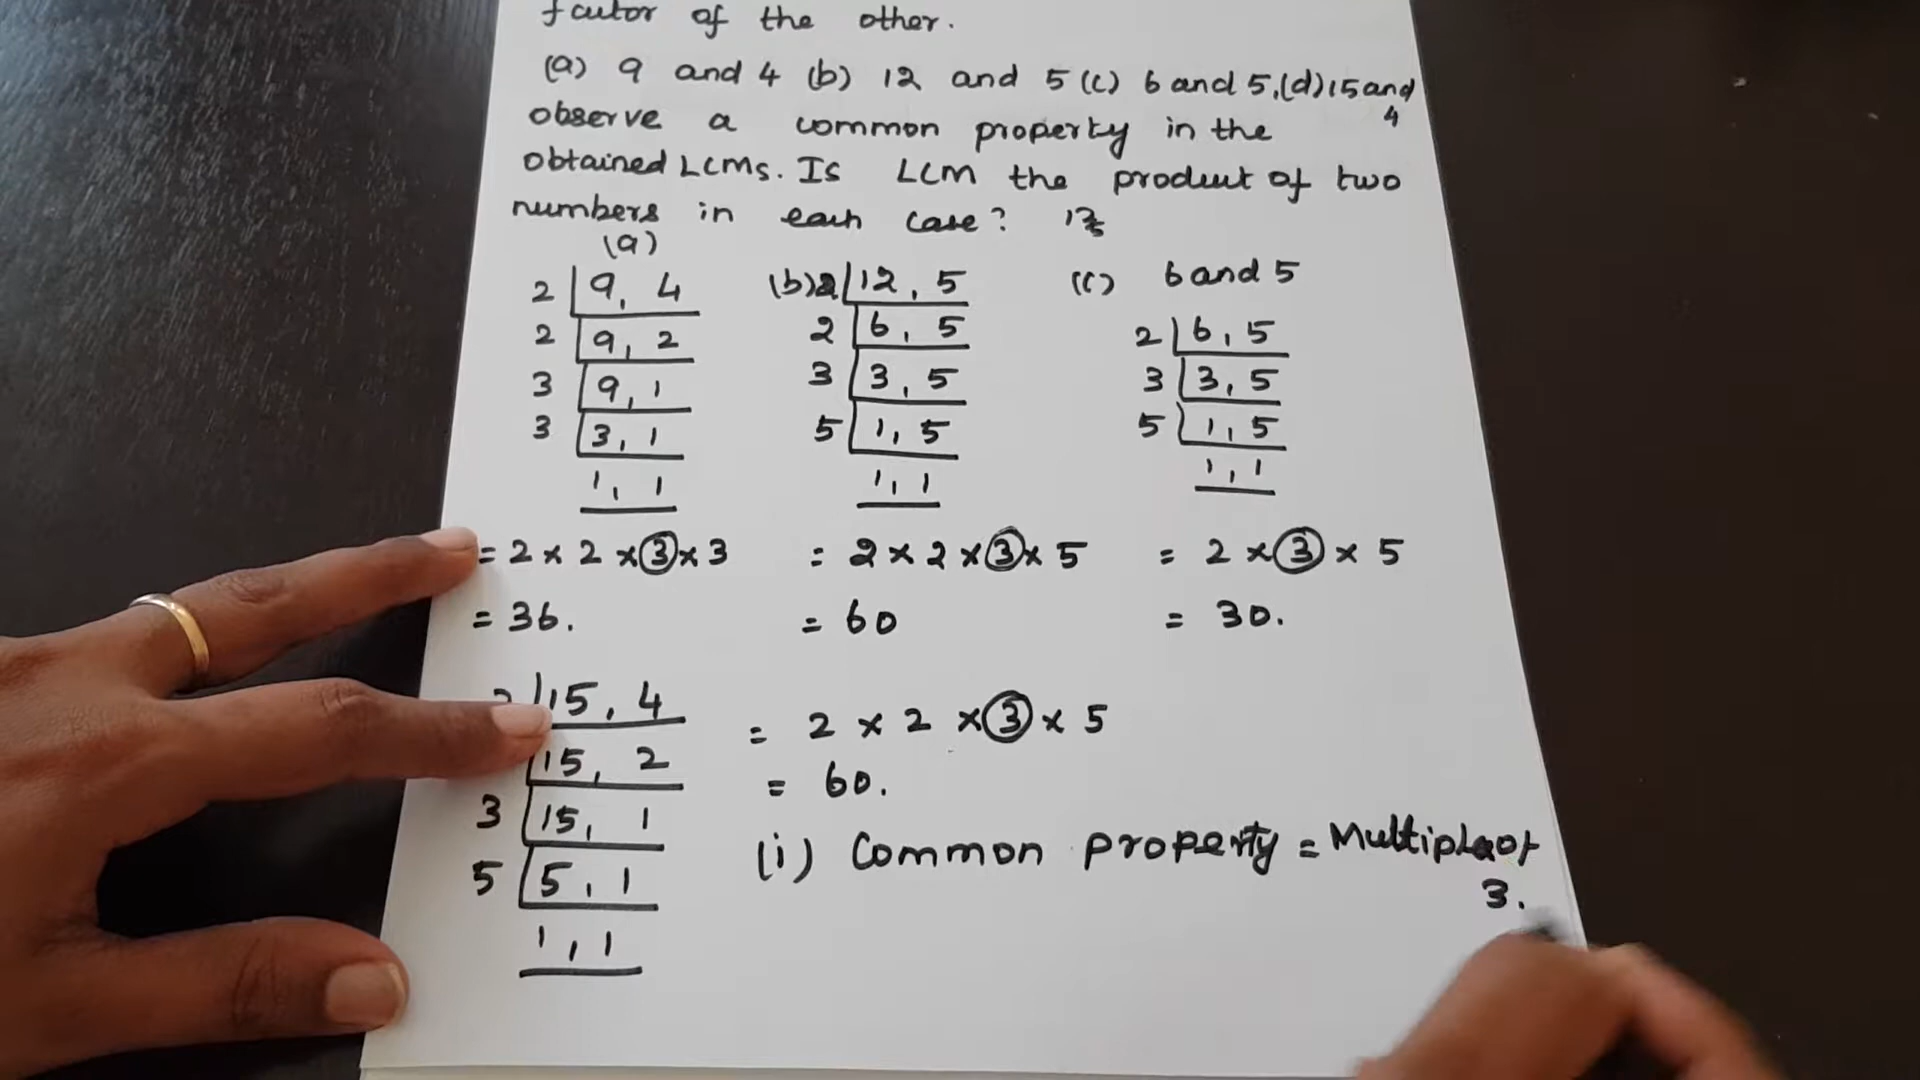 factor of the other.
(a) 9 and 4 (b) 12 and 5 (c) 6 and 5, (d) 15 and 4
observe a common property in the
obtained LCMs. Is LCM the product of two
numbers in each case?
(a)
2 | 9, 4
2 | 9, 2
3 | 9, 1
3 | 3, 1
1, 1
= 2 × 2 × 3 × 3
= 36.
(b) 2 | 12, 5
2 | 6, 5
3 | 3, 5
5 | 1, 5
1, 1
= 2 × 2 × 3 × 5
= 60
(c) 6 and 5
2 | 6, 5
3 | 3, 5
5 | 1, 5
1, 1
= 2 × 3 × 5
= 30.
15, 4
15, 2
3 | 15, 1
5 | 5, 1
1, 1
= 2 × 2 × 3 × 5
= 60.
(i) Common property = Multiple of
3.